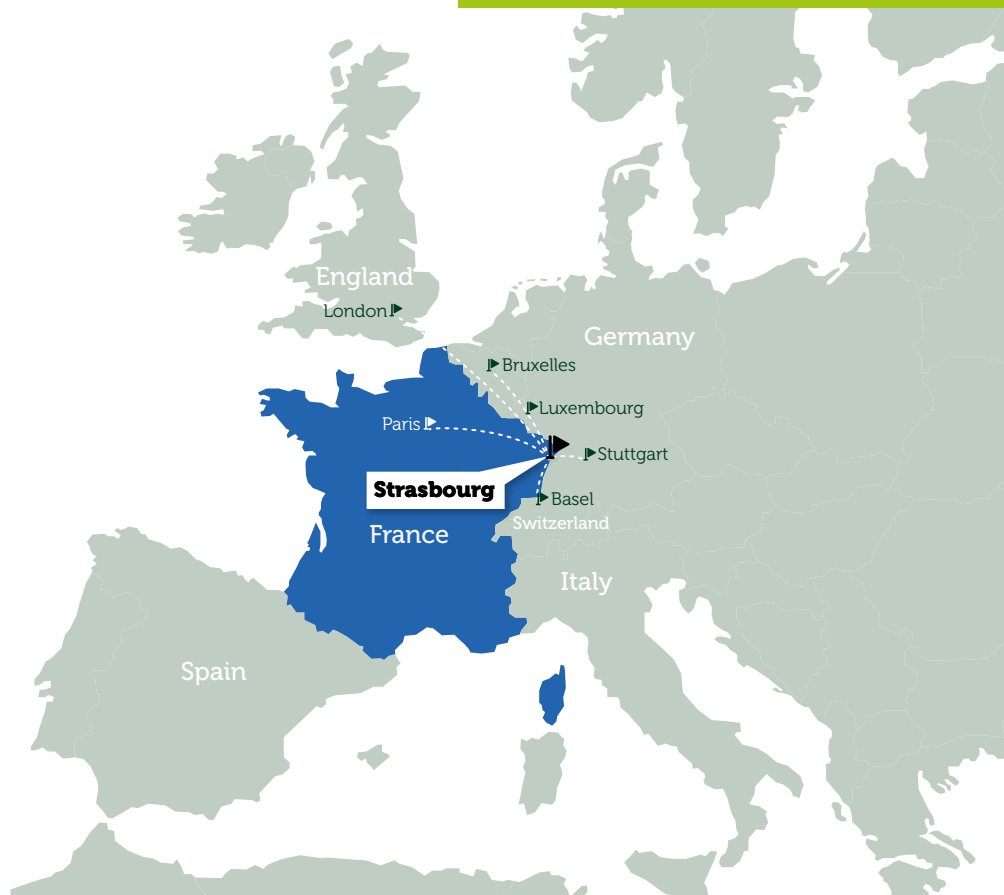 England
London
Germany
Bruxelles
Luxembourg
Paris
Stuttgart
Strasbourg
Basel
Switzerland
France
Italy
Spain